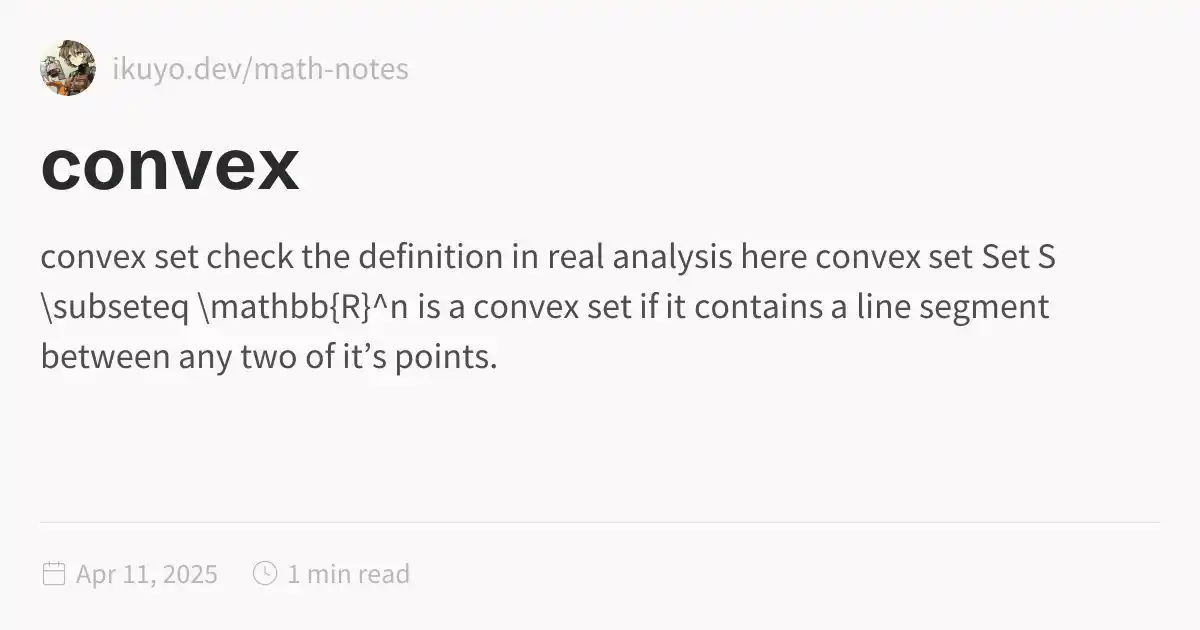 ikuyo.dev/math-notes
convex
convex set check the definition in real analysis here convex set Set S
\subseteq \mathbb{R}^n is a convex set if it contains a line segment
between any two of it’s points.
Apr 11, 2025 1 min read